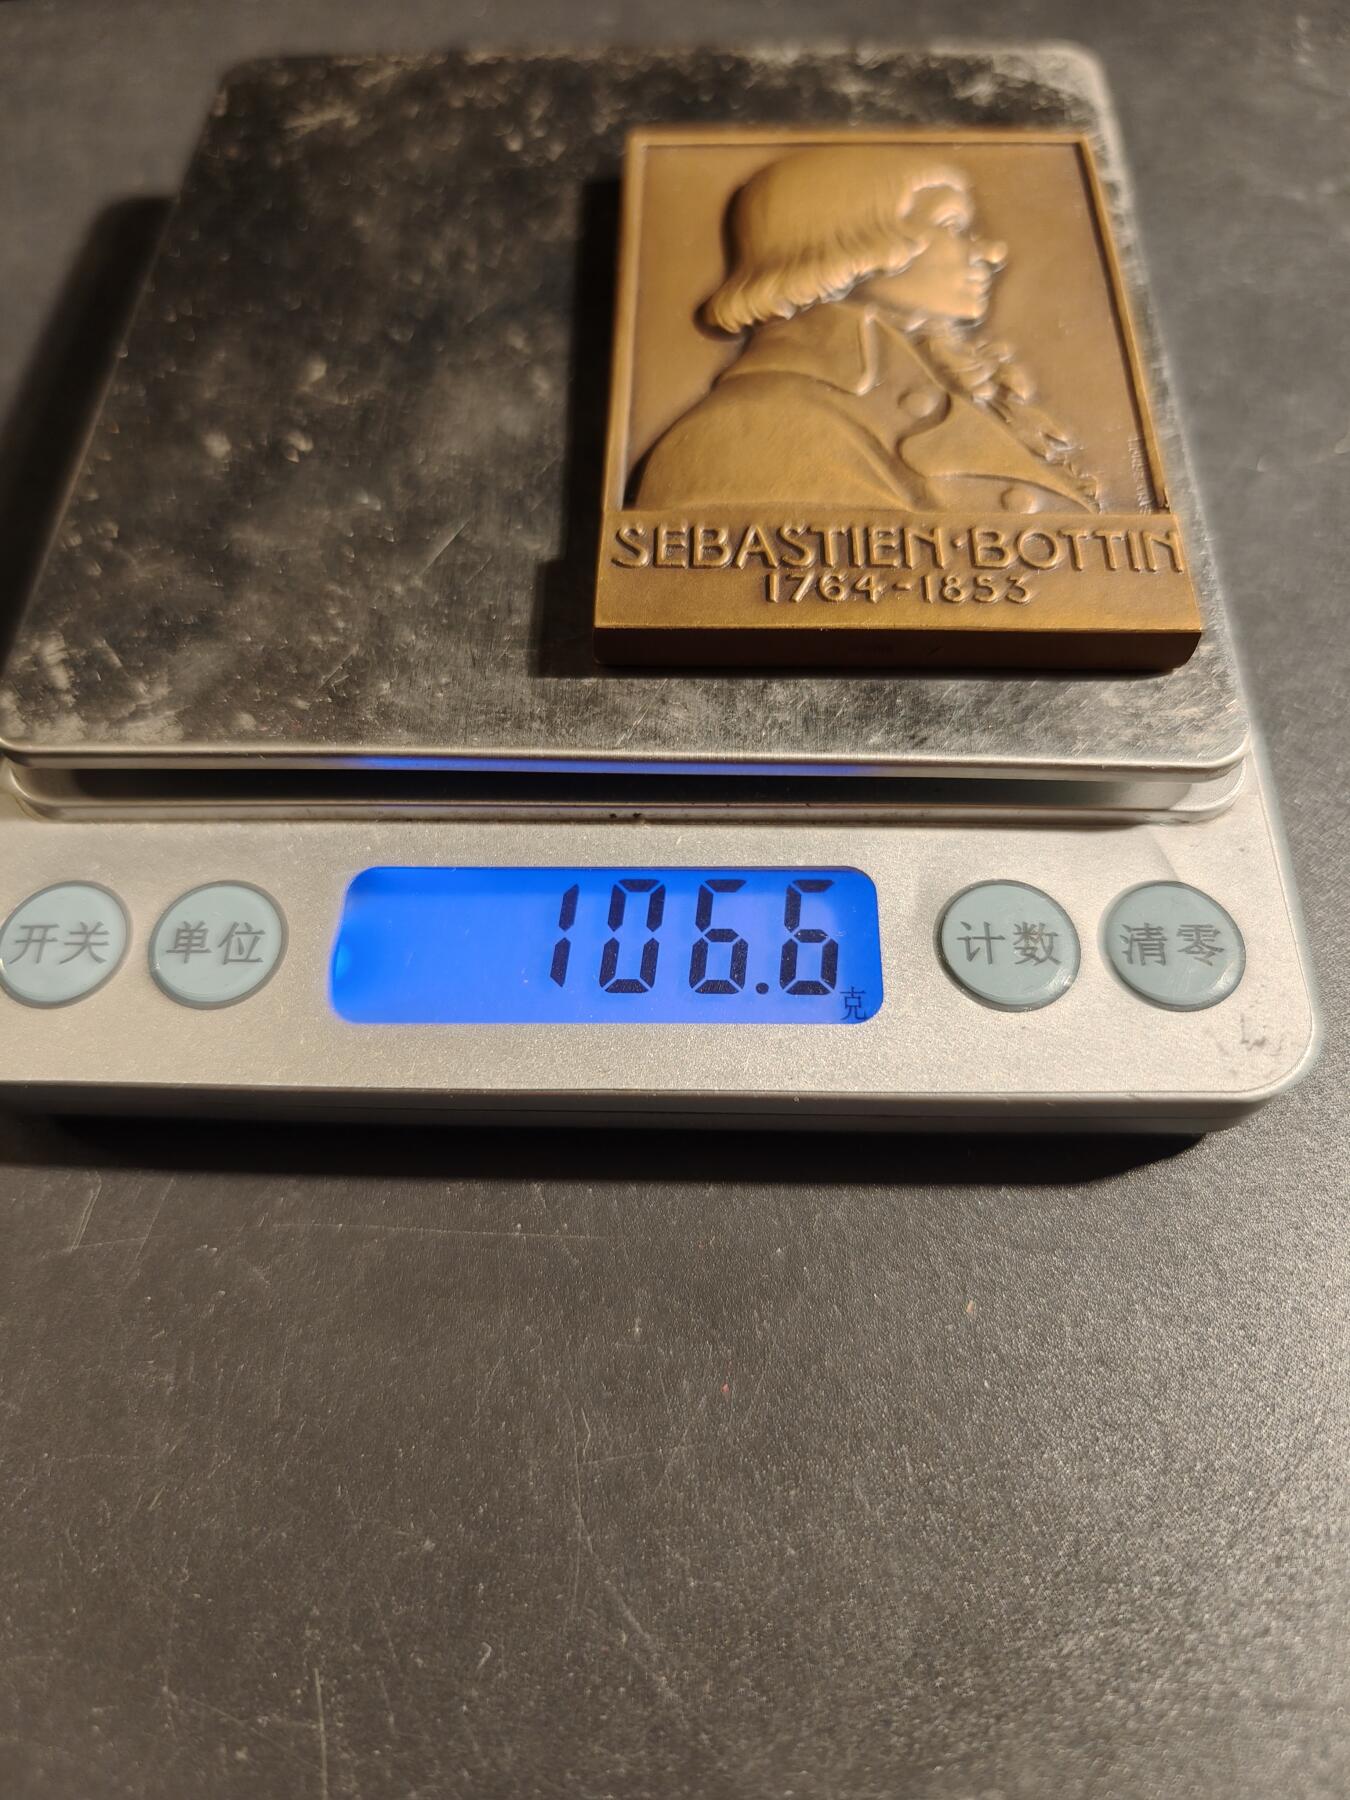 SEBASTIEN·BOTTIN
1764-1853
106.6
克
开关
单位
计数
清零